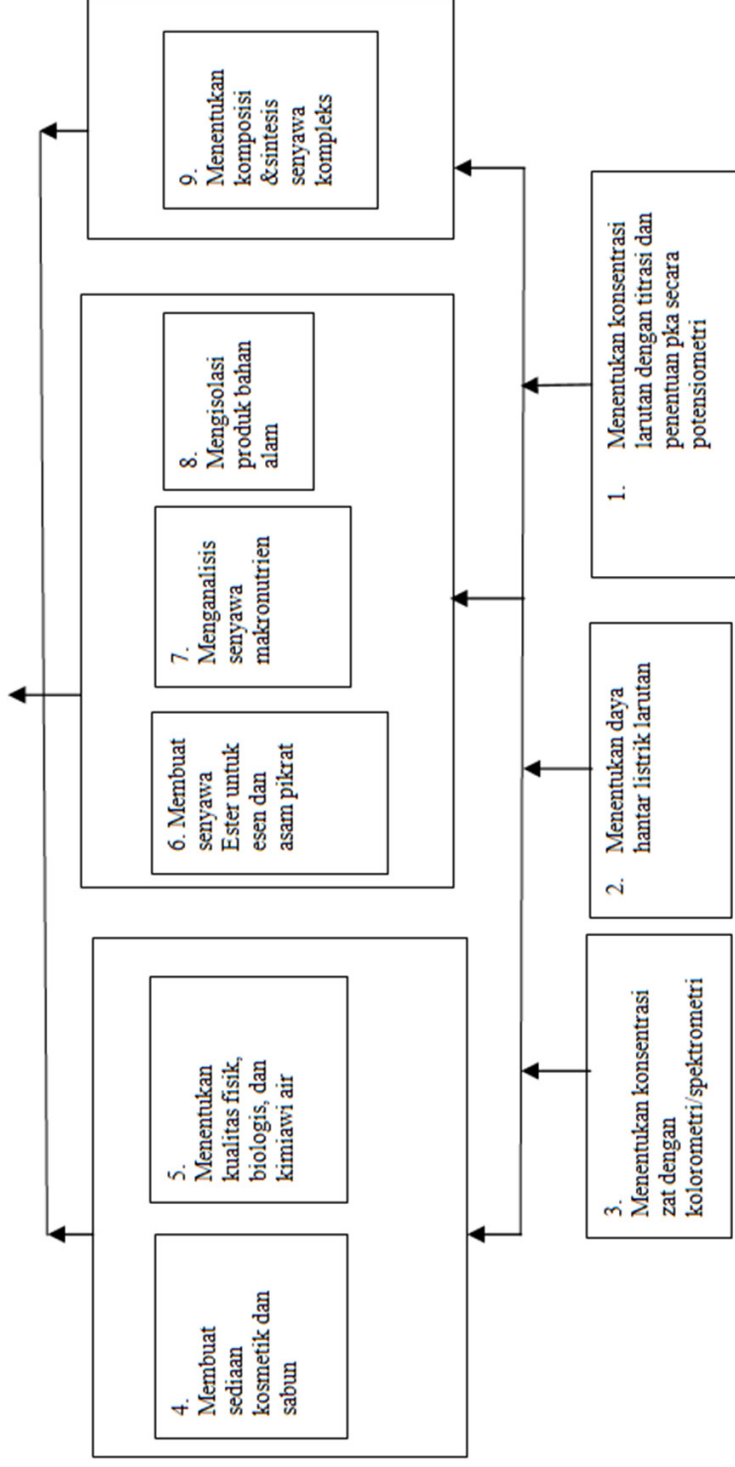 4.
Membuat
sediaan
kosmetik dan
sabun
5.
Menentukan
kualitas fisik,
biologis, dan
kimiawi air
6. Membuat
senyawa
Ester untuk
esen dan
asam pikrat
7.
Menganalisis
senyawa
makronutrien
8.
Mengisolasi
produk bahan
alam
9.
Menentukan
komposisi
&sintesis
senyawa
kompleks
3.
Menentukan konsentrasi
zat dengan
kolorometri/spektrometri
2. Menentukan daya
hantar listrik larutan
1. Menentukan konsentrasi
larutan dengan titrasi dan
penentuan pka secara
potensiometri